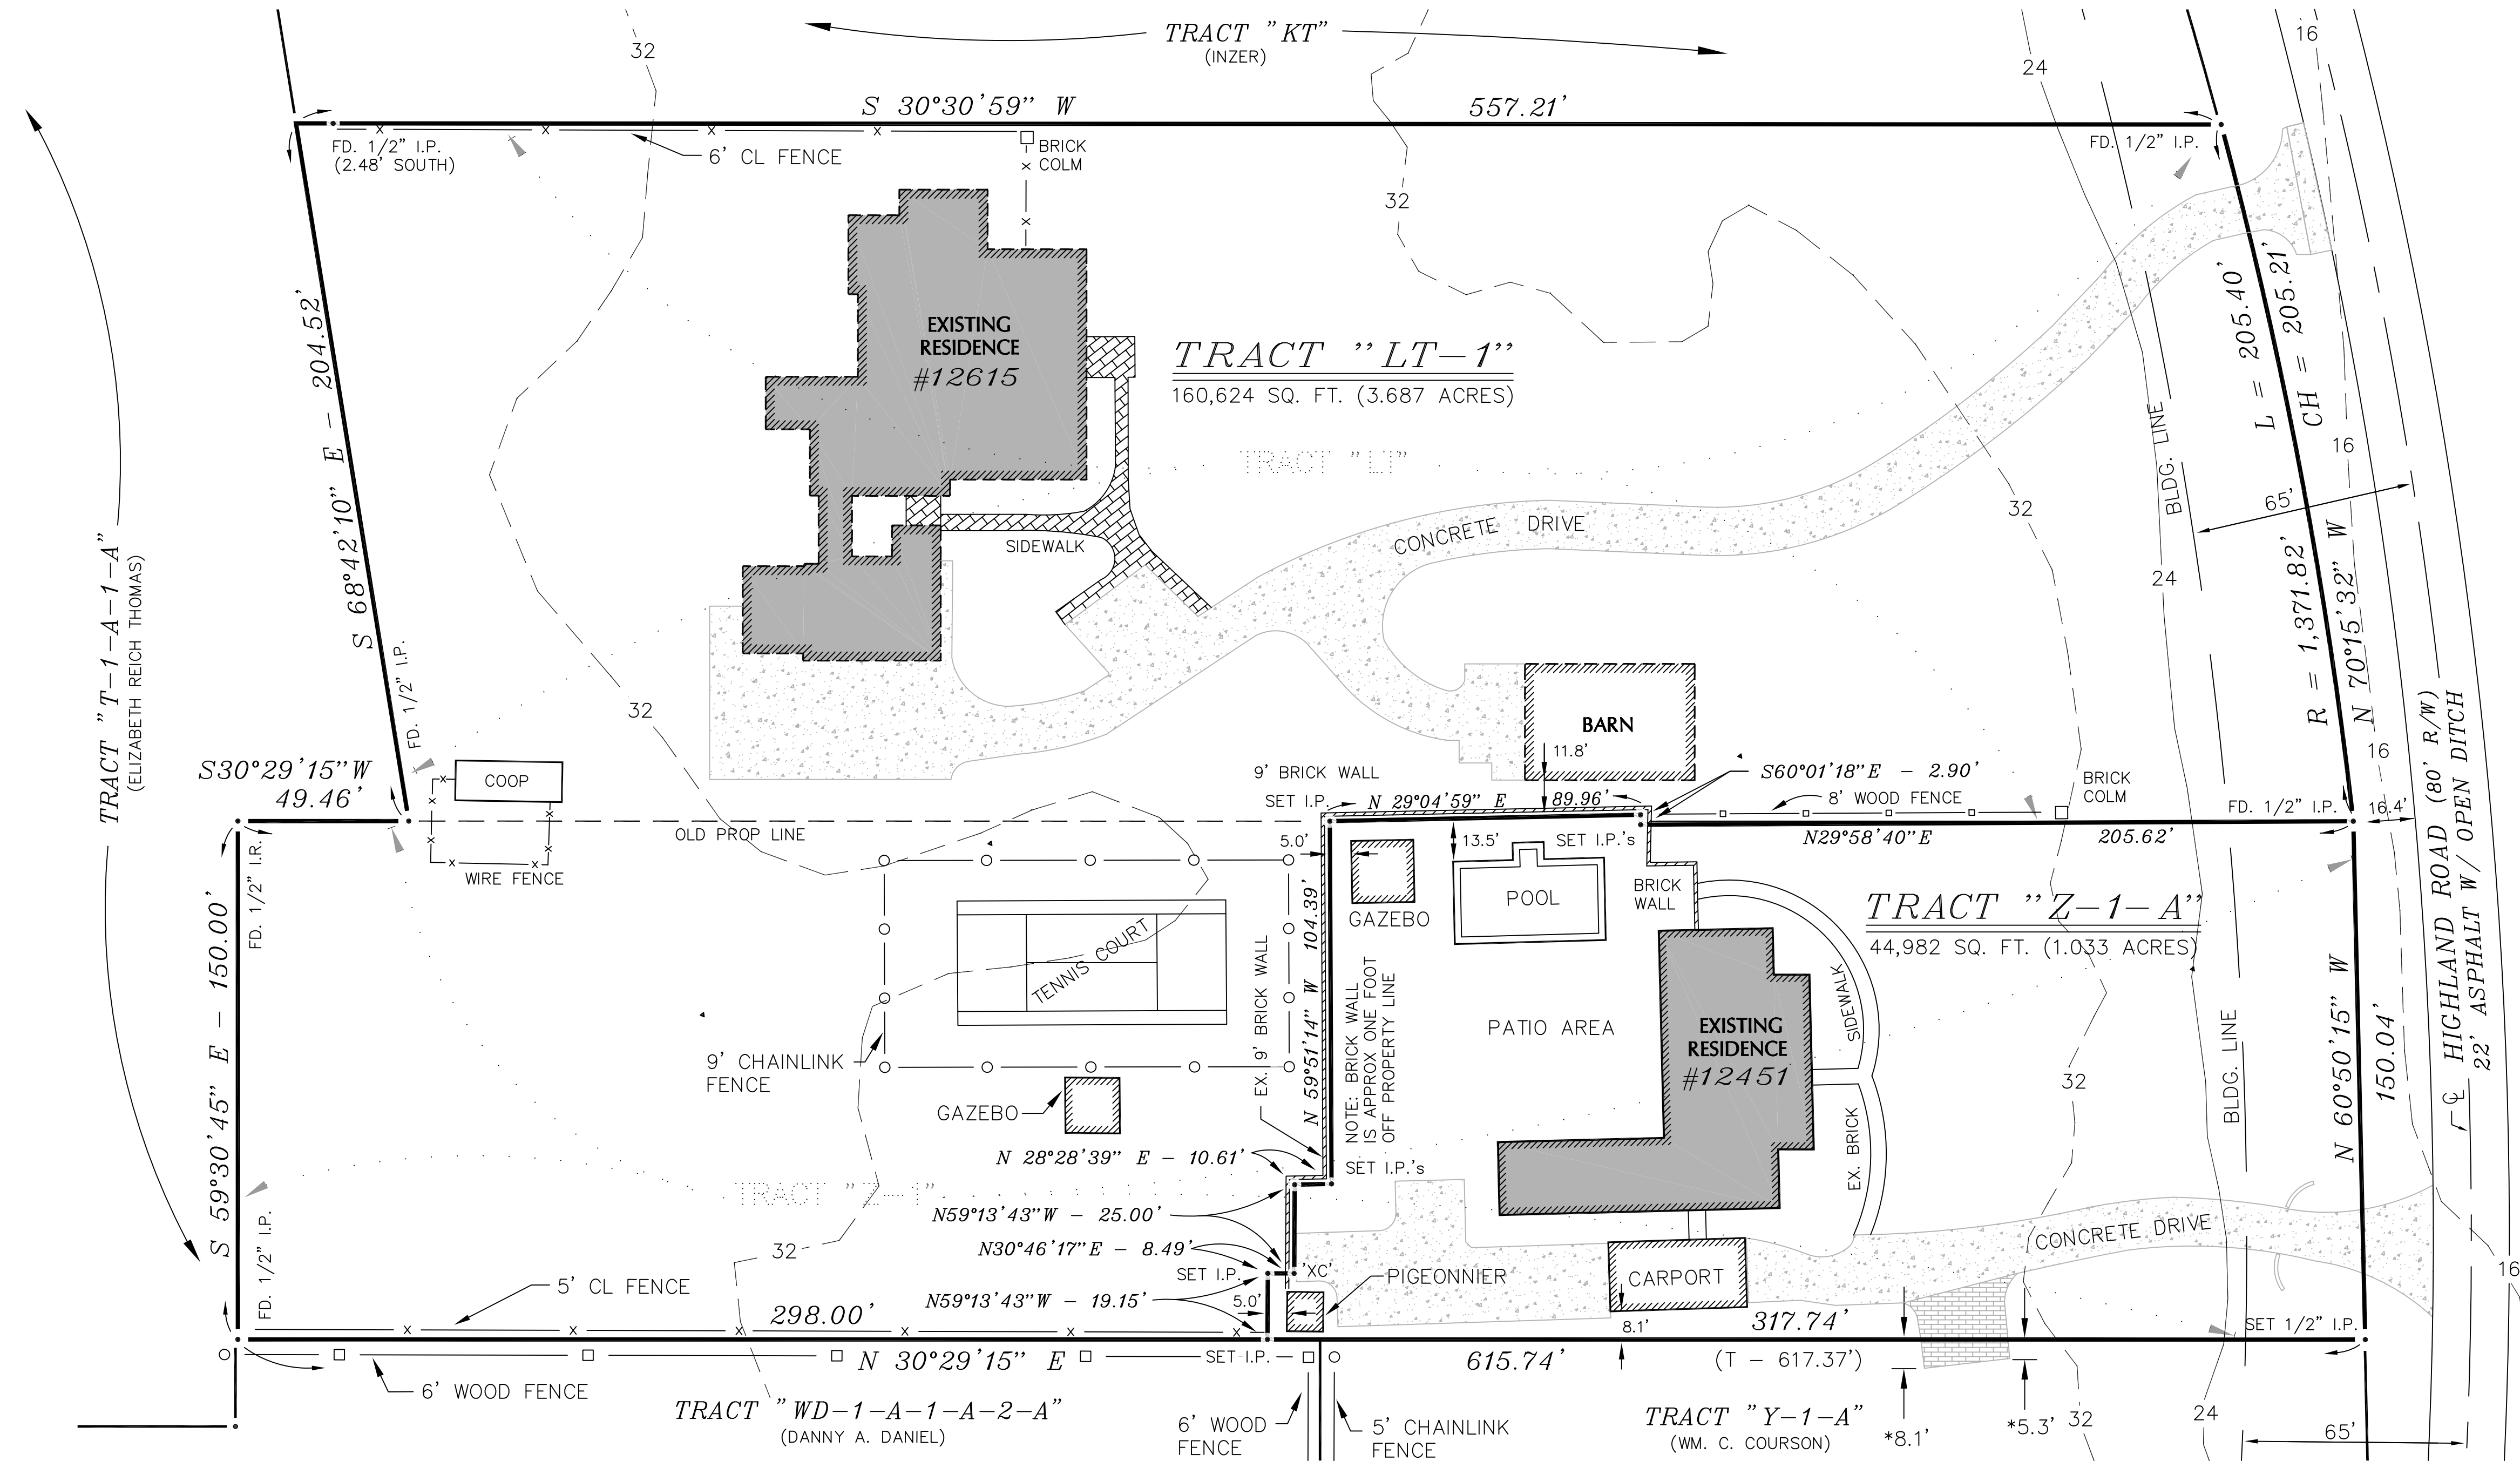 TRACT "KT"
(INZER)
32
24
16
S 30°30'59" W
557.21'
FD. 1/2" I.P.
(2.48' SOUTH)
6' CL FENCE
BRICK
COLM
FD. 1/2" I.P.
32
S 68°42'10" E - 204.52'
EXISTING
RESIDENCE
#12615
TRACT "LT-1"
160,624 SQ. FT. (3.687 ACRES)
TRACT "LT"
L = 205.40'
CH = 205.21'
R = 1,371.82'
N 70°15'32" W
16
BLDG. LINE
65'
32
24
CONCRETE DRIVE
SIDEWALK
TRACT "T-1-A-1-A"
(ELIZABETH REICH THOMAS)
32
FD. 1/2" I.P.
BARN
11.8'
S30°29'15"W
49.46'
COOP
WIRE FENCE
OLD PROP LINE
9' BRICK WALL
SET I.P.
N 29°04'59" E
89.96'
S60°01'18"E - 2.90'
8' WOOD FENCE
BRICK
COLM
FD. 1/2" I.P.
16
16.4'
N29°58'40"E
205.62'
5.0'
13.5'
SET I.P.'s
FD. 1/2" I.R.
S 59°30'45" E - 150.00'
FD. 1/2" I.P.
TENNIS COURT
9' CHAINLINK
FENCE
GAZEBO
EX. 9' BRICK WALL
N 59°51'14" W 104.39'
NOTE: BRICK WALL
IS APPROX ONE FOOT
OFF PROPERTY LINE
GAZEBO
POOL
BRICK
WALL
TRACT "Z-1-A"
44,982 SQ. FT. (1.033 ACRES)
PATIO AREA
EXISTING
RESIDENCE
#12451
SIDEWALK
EX. BRICK
32
BLDG. LINE
N 60°50'15" W
150.04'
℄ HIGHLAND ROAD (80' R/W)
22' ASPHALT W/ OPEN DITCH
N 28°28'39" E - 10.61'
SET I.P.'s
TRACT "Z-1"
N59°13'43"W - 25.00'
32
N30°46'17"E - 8.49'
SET I.P.
'XC'
PIGEONNIER
N59°13'43"W - 19.15'
5.0'
CARPORT
CONCRETE DRIVE
16
5' CL FENCE
298.00'
8.1'
317.74'
SET 1/2" I.P.
N 30°29'15" E
SET I.P.
615.74'
(T - 617.37')
6' WOOD FENCE
TRACT "WD-1-A-1-A-2-A"
(DANNY A. DANIEL)
6' WOOD
FENCE
5' CHAINLINK
FENCE
TRACT "Y-1-A"
(WM. C. COURSON)
*8.1'
*5.3'
32
24
65'